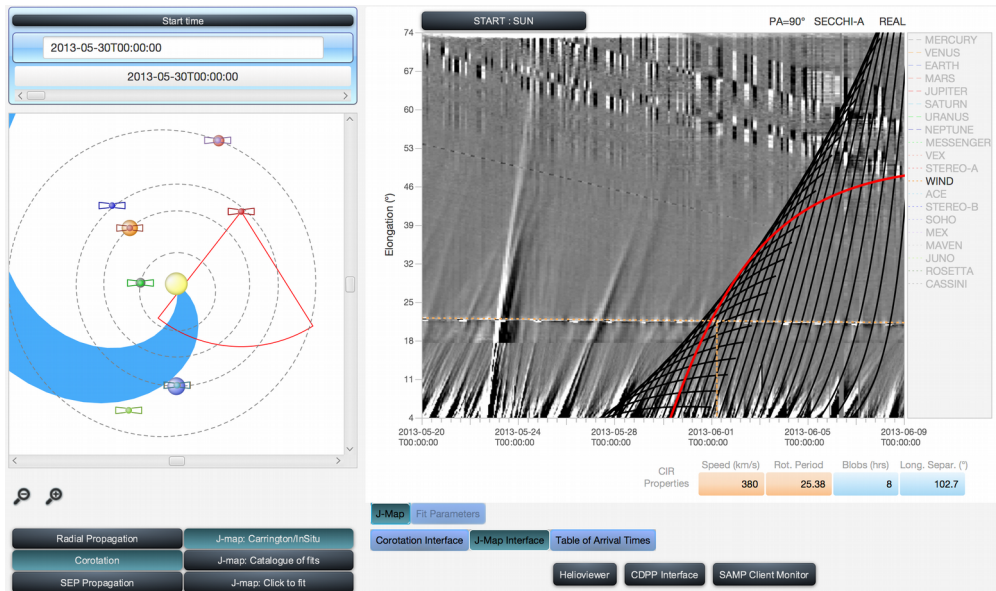 Start time
2013-05-30T00:00:00
2013-05-30T00:00:00
START : SUN
PA=90° SECCHI-A REAL
74
67
60
53
46
39
32
25
18
11
4
Elongation (°)
2013-05-20 2013-05-24 2013-05-28 2013-06-01 2013-06-05 2013-06-09
T00:00:00 T00:00:00 T00:00:00 T00:00:00 T00:00:00 T00:00:00
MERCURY
VENUS
EARTH
MARS
JUPITER
SATURN
URANUS
NEPTUNE
MESSENGER
VEX
STEREO-A
WIND
ACE
STEREO-B
SOHO
MEX
MAVEN
JUNO
ROSETTA
CASSINI
CIR Properties
Speed (km/s) Rot. Period Blobs (hrs) Long. Separ. (°)
380 25.38 8 102.7
J-Map Fit Parameters
Corotation Interface J-Map Interface Table of Arrival Times
Helioviewer CDPP Interface SAMP Client Monitor
Radial Propagation J-map: Carrington/InSitu
Corotation J-map: Catalogue of fits
SEP Propagation J-map: Click to fit